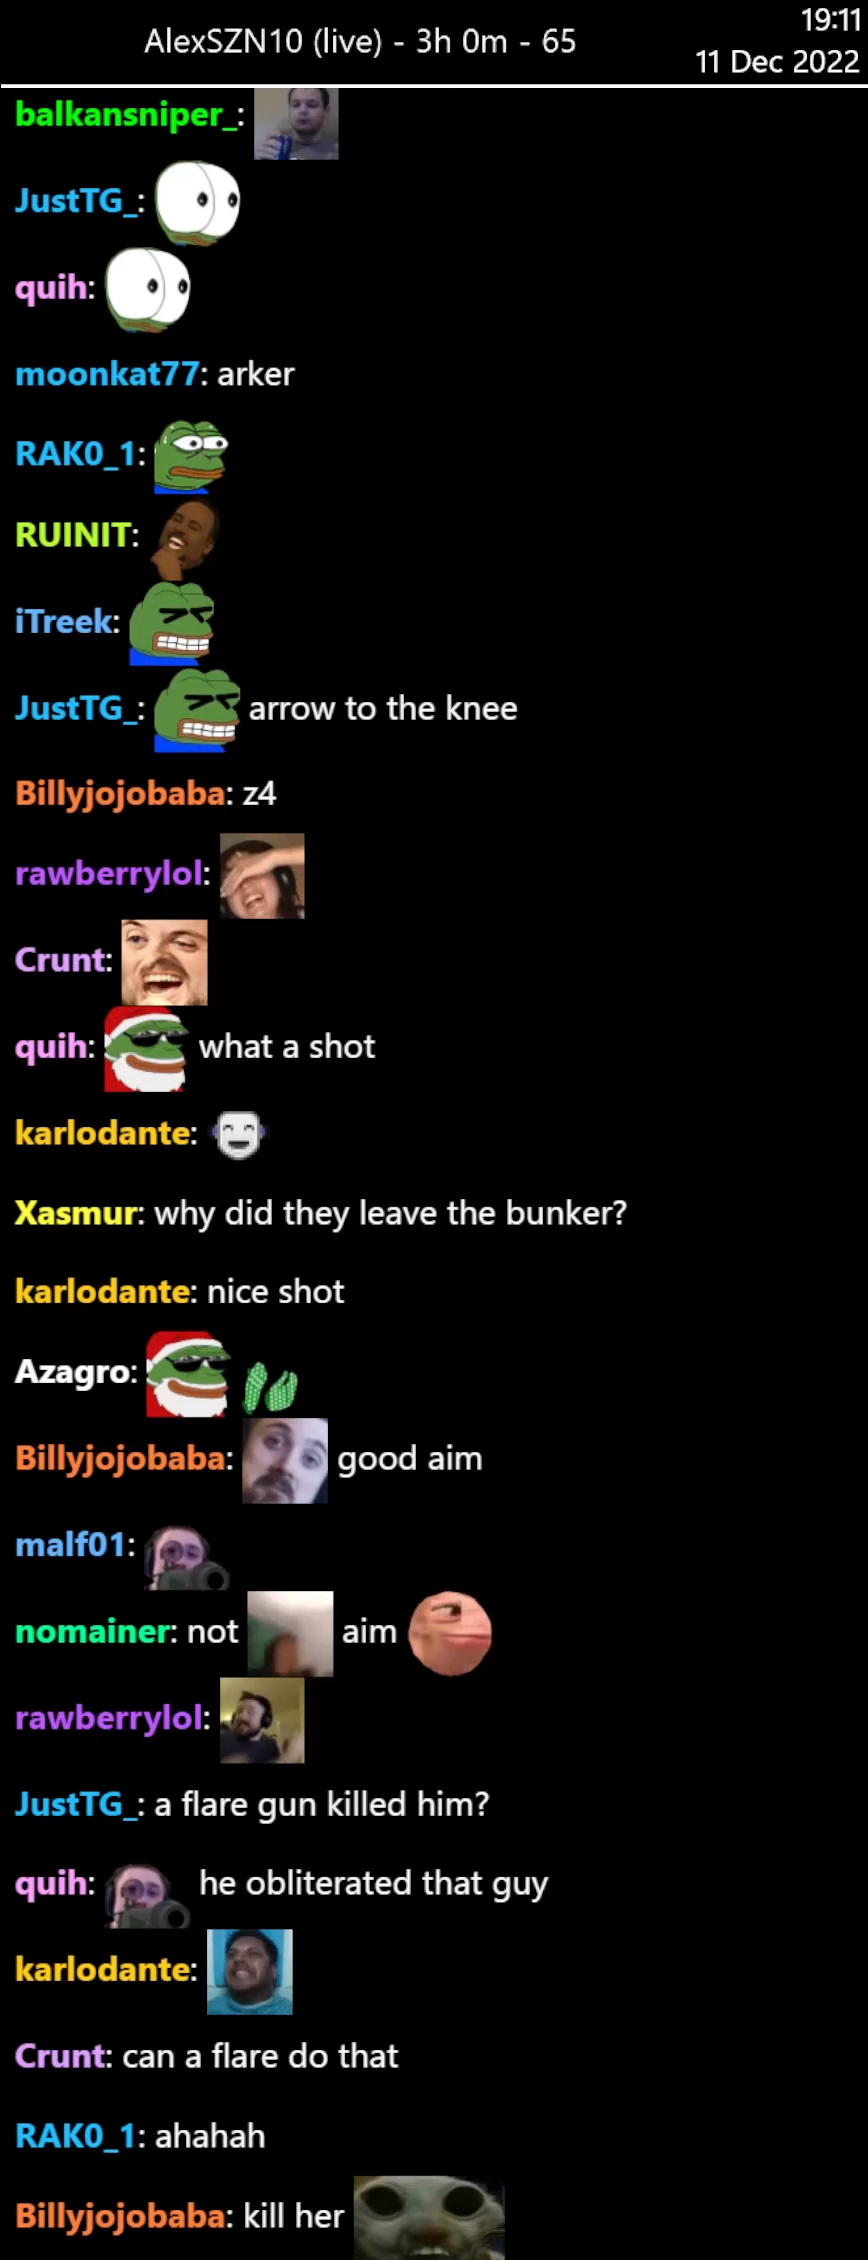 19:11
AlexSZN10 (live) - 3h 0m - 65
11 Dec 2022
balkansniper_:
JustTG_:
quih:
moonkat77: arker
RAK0_1:
RUINIT:
iTreek:
JustTG_: arrow to the knee
Billyjojobaba: z4
rawberrylol:
Crunt:
quih: what a shot
karlodante:
Xasmur: why did they leave the bunker?
karlodante: nice shot
Azagro:
Billyjojobaba: good aim
malf01:
nomainer: not aim
rawberrylol:
JustTG_: a flare gun killed him?
quih: he obliterated that guy
karlodante:
Crunt: can a flare do that
RAK0_1: ahahah
Billyjojobaba: kill her